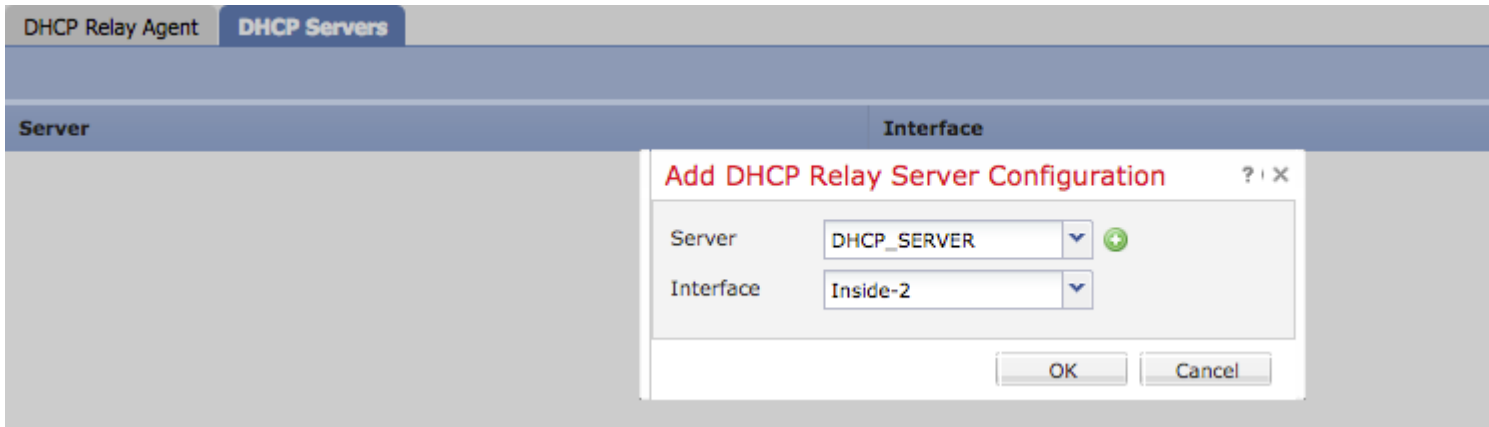 DHCP Relay Agent DHCP Servers
Server Interface
Add DHCP Relay Server Configuration ?
Server DHCP_SERVER
Interface Inside-2
OK Cancel